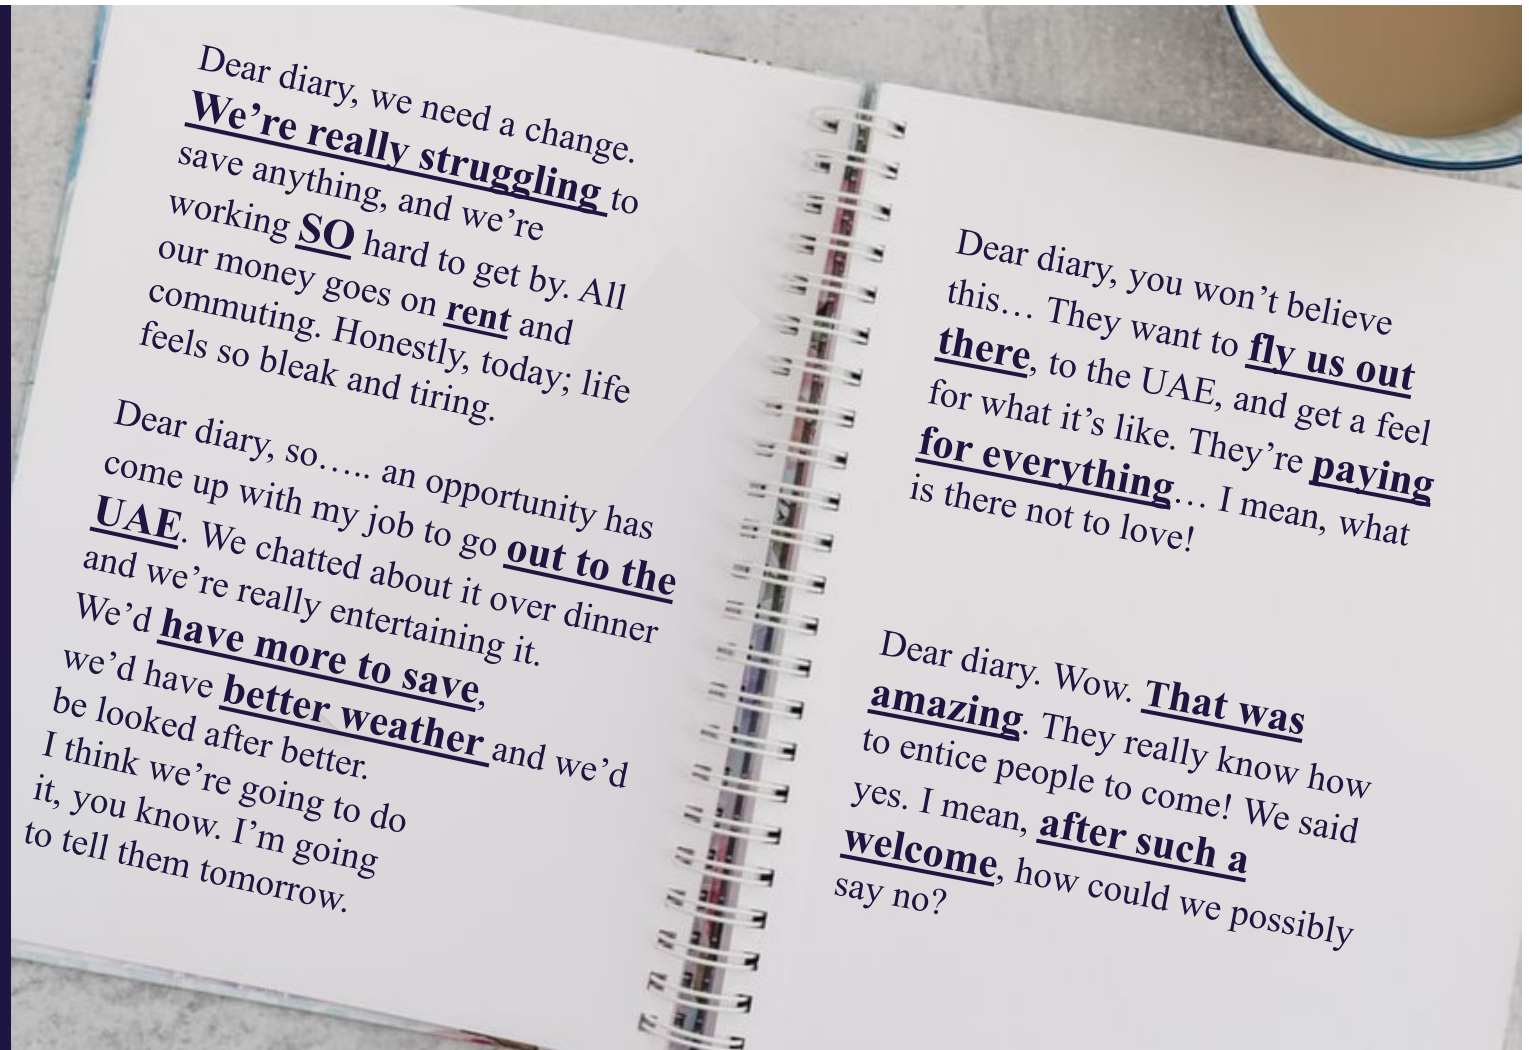 Dear diary, we need a change.
We’re really struggling to
save anything, and we’re
working SO hard to get by. All
our money goes on rent and
commuting. Honestly, today; life
feels so bleak and tiring.
Dear diary, so….. an opportunity has
come up with my job to go out to the
UAE. We chatted about it over dinner
and we’re really entertaining it.
We’d have more to save,
we’d have better weather and we’d
be looked after better.
I think we’re going to do
it, you know. I’m going
to tell them tomorrow.
Dear diary, you won’t believe
this… They want to fly us out
there, to the UAE, and get a feel
for what it’s like. They’re paying
for everything… I mean, what
is there not to love!
Dear diary. Wow. That was
amazing. They really know how
to entice people to come! We said
yes. I mean, after such a
welcome, how could we possibly
say no?